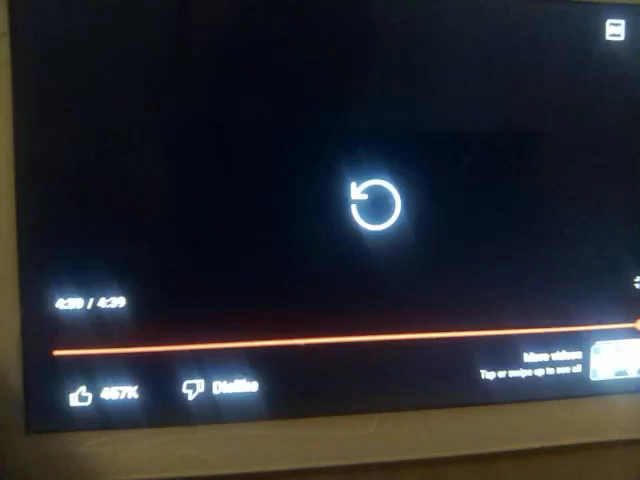 4:39 / 4:39
More videos
Tap or swipe up to see all
467K
Dislike